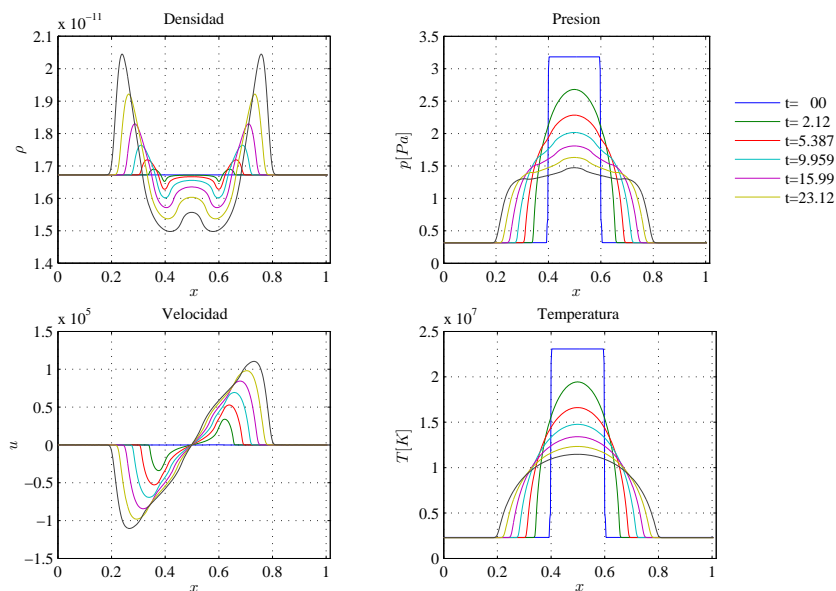 Densidad
x 10⁻¹¹
2.1
2
1.9
1.8
1.7
1.6
1.5
1.4
ρ
0 0.2 0.4 0.6 0.8 1
x
Presion
3.5
3
2.5
2
1.5
1
0.5
0
p[Pa]
0 0.2 0.4 0.6 0.8 1
x
t= 00
t= 2.12
t=5.387
t=9.959
t=15.99
t=23.12
Velocidad
x 10⁵
1.5
1
0.5
0
−0.5
−1
−1.5
u
0 0.2 0.4 0.6 0.8 1
x
Temperatura
x 10⁷
2.5
2
1.5
1
0.5
0
T[K]
0 0.2 0.4 0.6 0.8 1
x